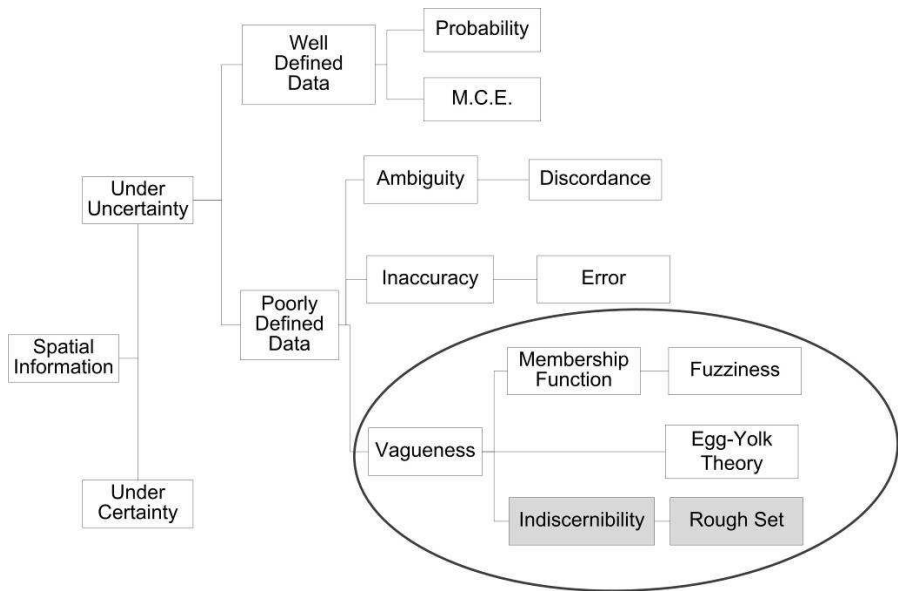 Well
Defined
Data
Probability
M.C.E.
Under
Uncertainty
Ambiguity
Discordance
Inaccuracy
Error
Poorly
Defined
Data
Spatial
Information
Membership
Function
Fuzziness
Vagueness
Egg-Yolk
Theory
Under
Certainty
Indiscernibility
Rough Set